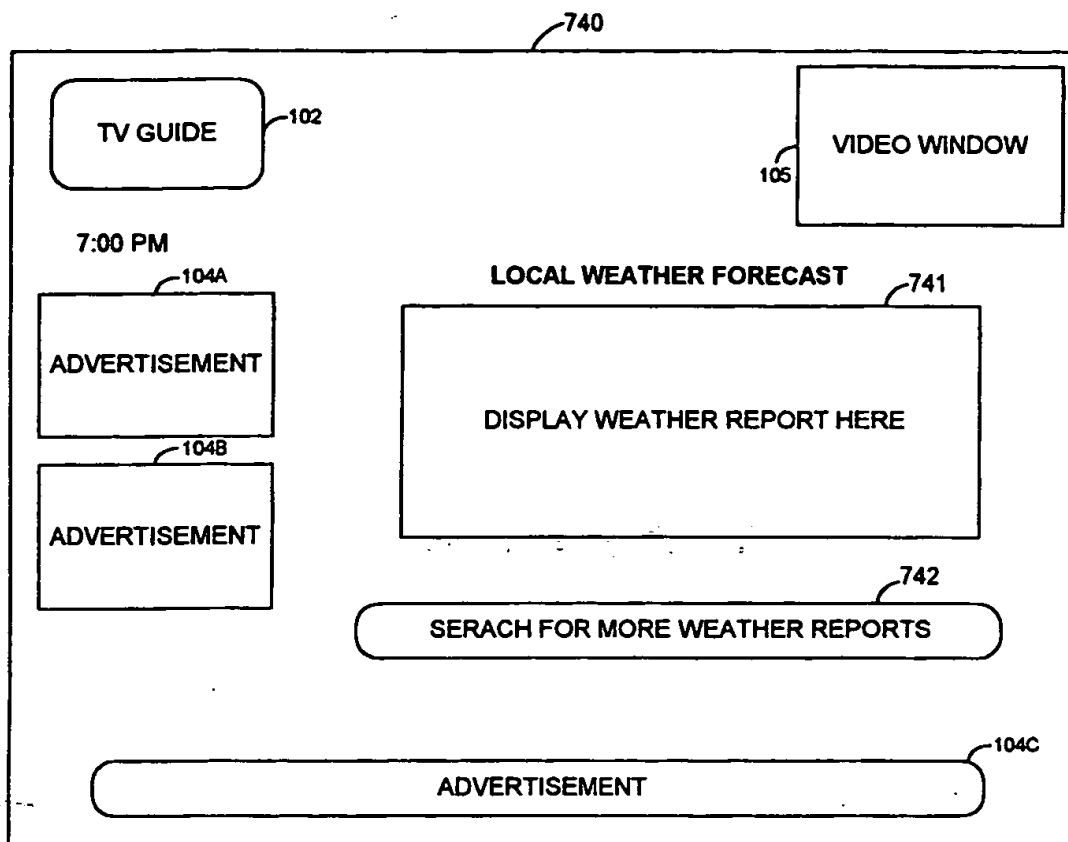 740
TV GUIDE
102
VIDEO WINDOW
105
7:00 PM
104A
ADVERTISEMENT
LOCAL WEATHER FORECAST
741
DISPLAY WEATHER REPORT HERE
104B
ADVERTISEMENT
742
SERACH FOR MORE WEATHER REPORTS
104C
ADVERTISEMENT